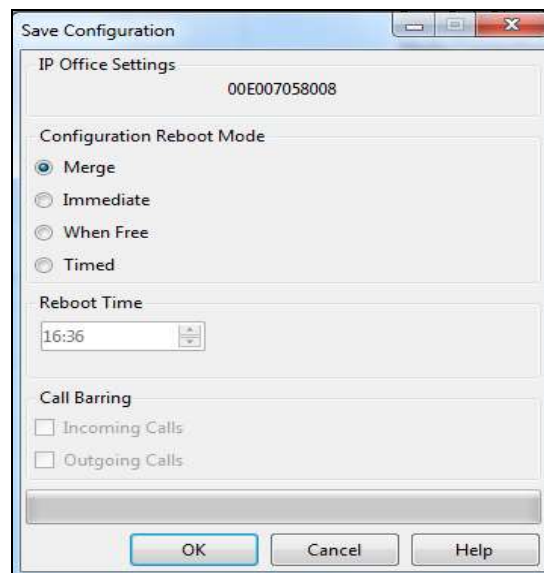 Save Configuration
IP Office Settings
00E007058008
Configuration Reboot Mode
Merge
Immediate
When Free
Timed
Reboot Time
16:36
Call Barring
Incoming Calls
Outgoing Calls
OK Cancel Help